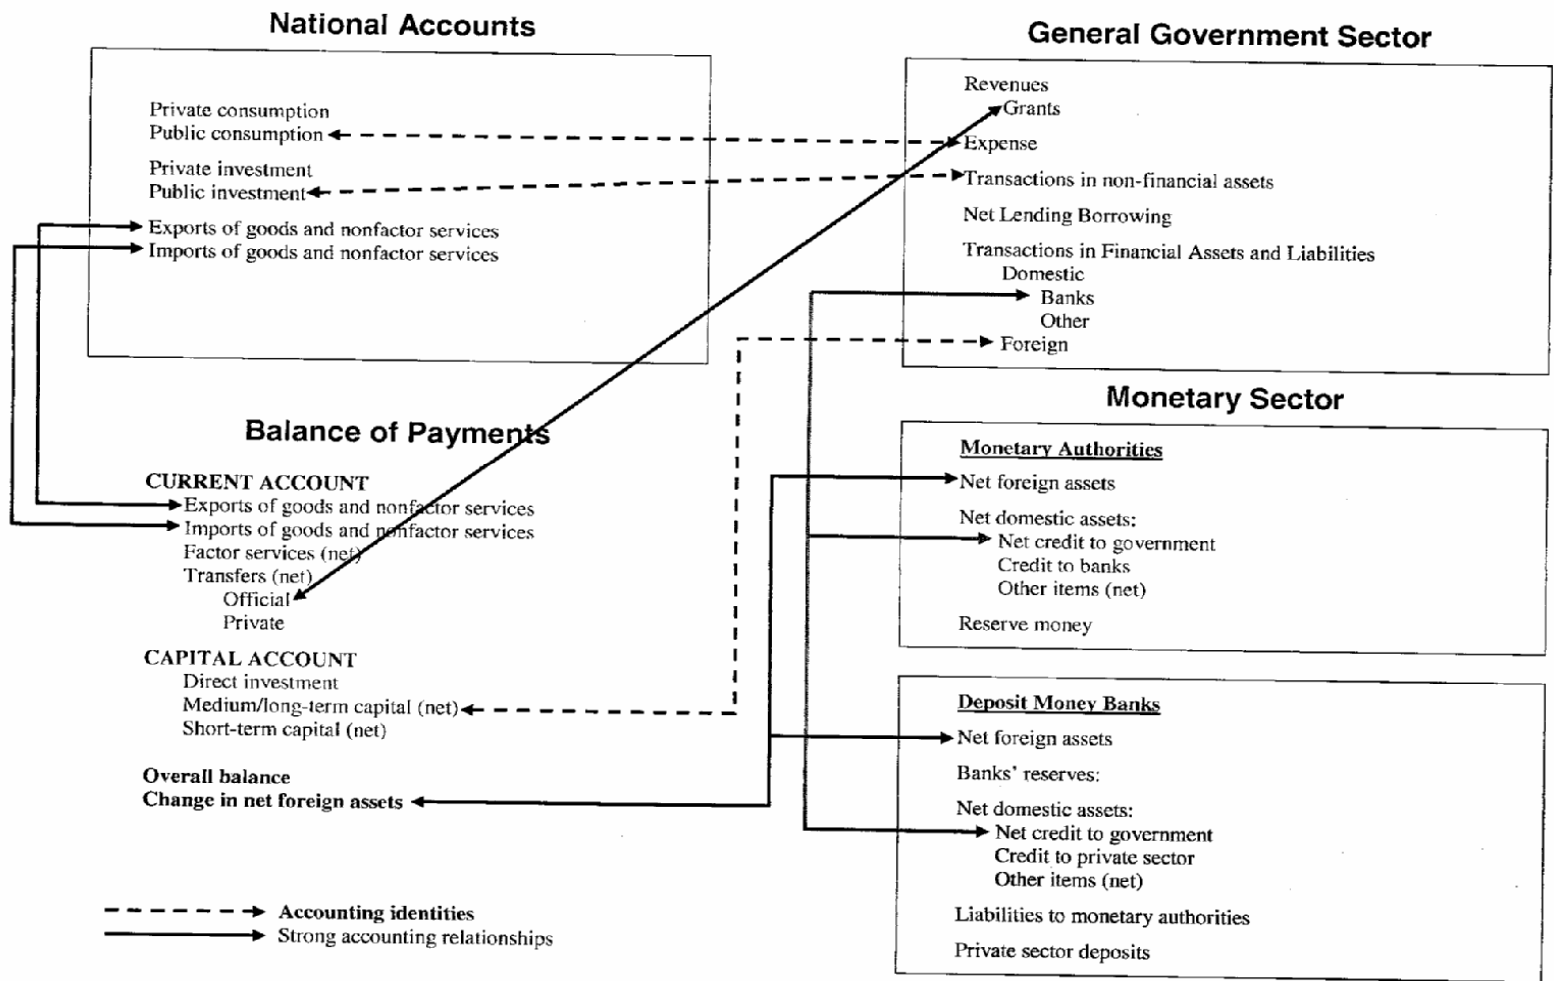 National Accounts
Private consumption
Public consumption
Private investment
Public investment
Exports of goods and nonfactor services
Imports of goods and nonfactor services
General Government Sector
Revenues
Grants
Expense
Transactions in non-financial assets
Net Lending Borrowing
Transactions in Financial Assets and Liabilities
Domestic
Banks
Other
Foreign
Balance of Payments
CURRENT ACCOUNT
Exports of goods and nonfactor services
Imports of goods and nonfactor services
Factor services (net)
Transfers (net)
Official
Private
CAPITAL ACCOUNT
Direct investment
Medium/long-term capital (net)
Short-term capital (net)
Overall balance
Change in net foreign assets
Monetary Sector
Monetary Authorities
Net foreign assets
Net domestic assets:
Net credit to government
Credit to banks
Other items (net)
Reserve money
Deposit Money Banks
Net foreign assets
Banks' reserves:
Net domestic assets:
Net credit to government
Credit to private sector
Other items (net)
Liabilities to monetary authorities
Private sector deposits
Accounting identities
Strong accounting relationships